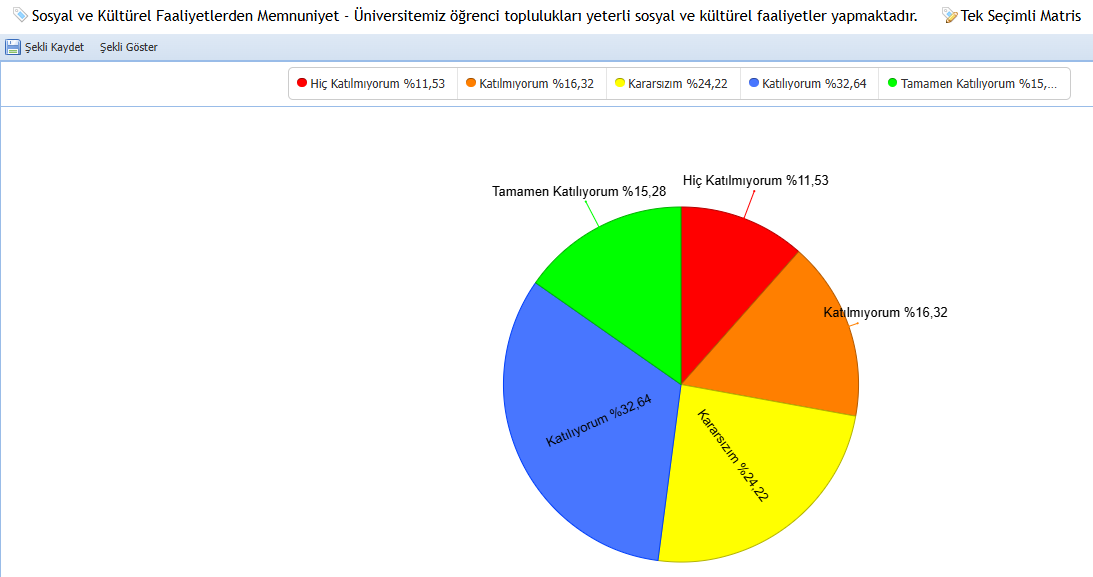 Sosyal ve Kültürel Faaliyetlerden Memnuniyet - Üniversitemiz öğrenci toplulukları yeterli sosyal ve kültürel faaliyetler yapmaktadır. Tek Seçimli Matris
Şekli Kaydet Şekli Göster
Hiç Katılmıyorum %11,53 Katılmıyorum %16,32 Kararsızım %24,22 Katılıyorum %32,64 Tamamen Katılıyorum %15,...
Hiç Katılmıyorum %11,53
Tamamen Katılıyorum %15,28
Katılmıyorum %16,32
Katılıyorum %32,64
Kararsızım %24,22